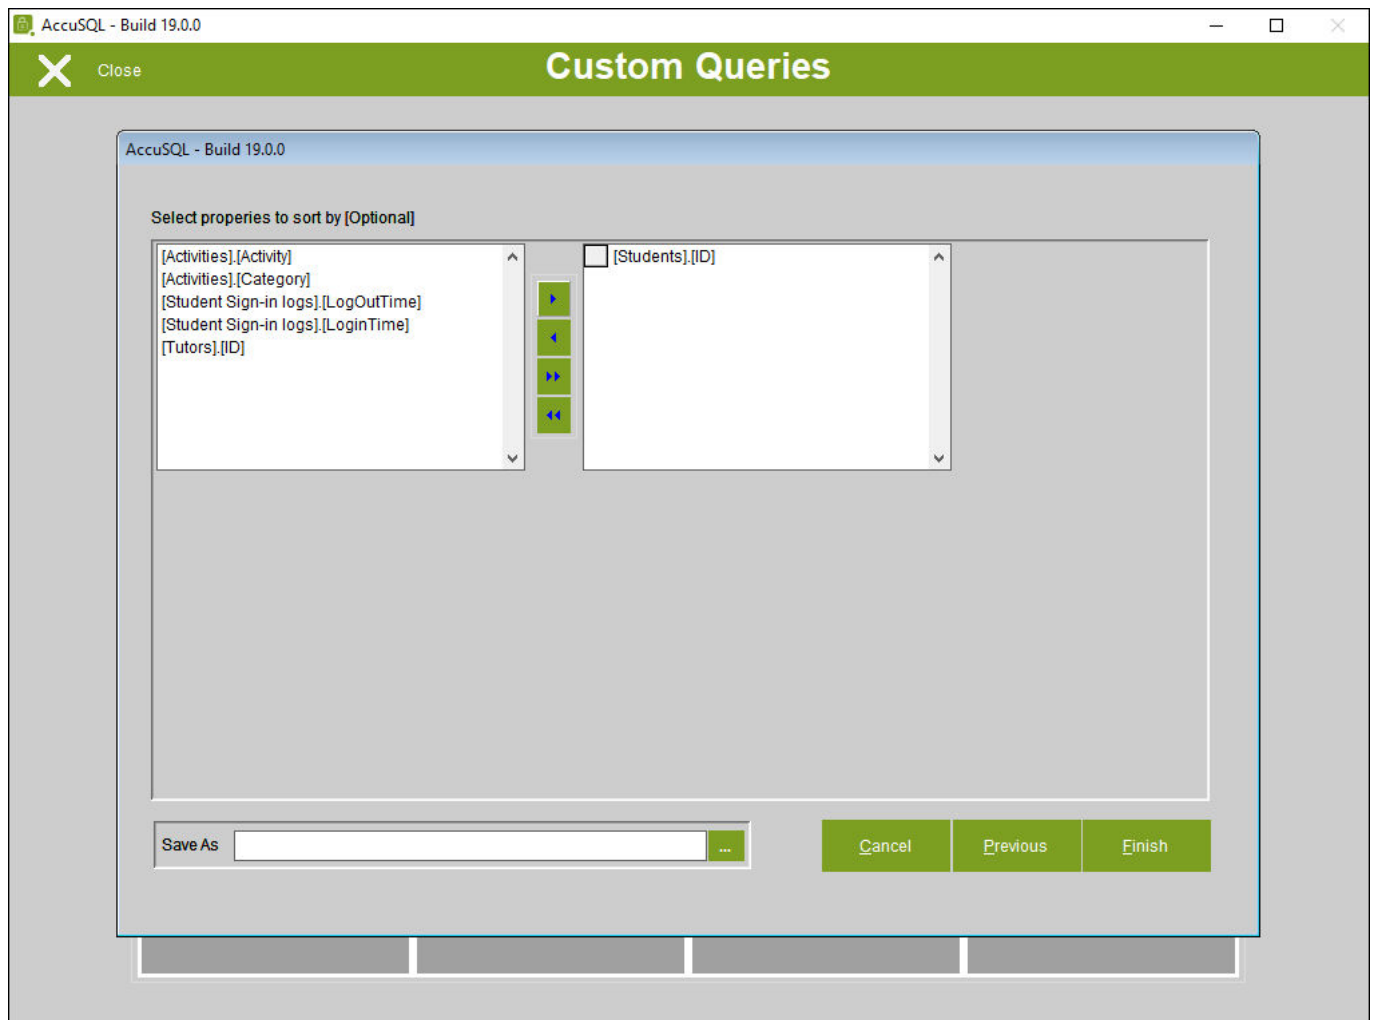 AccuSQL - Build 19.0.0
Close
Custom Queries
AccuSQL - Build 19.0.0
Select properies to sort by [Optional]
[Activities].[Activity]
[Activities].[Category]
[Student Sign-in logs].[LogOutTime]
[Student Sign-in logs].[LoginTime]
[Tutors].[ID]
[Students].[ID]
Save As
...
Cancel
Previous
Finish